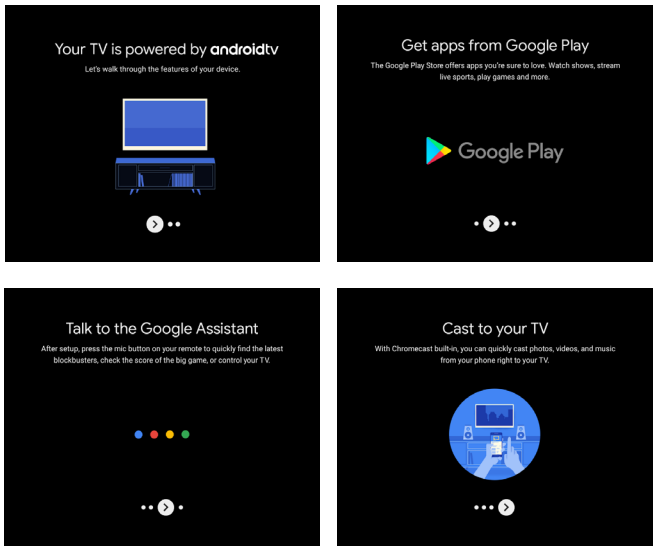 Your TV is powered by androidtv
Let's walk through the features of your device.
Get apps from Google Play
The Google Play Store offers apps you're sure to love. Watch shows, stream
live sports, play games and more.
Google Play
Talk to the Google Assistant
After setup, press the mic button on your remote to quickly find the latest
blockbusters, check the score of the big game, or control your TV.
Cast to your TV
With Chromecast built-in, you can quickly cast photos, videos, and music
from your phone right to your TV.